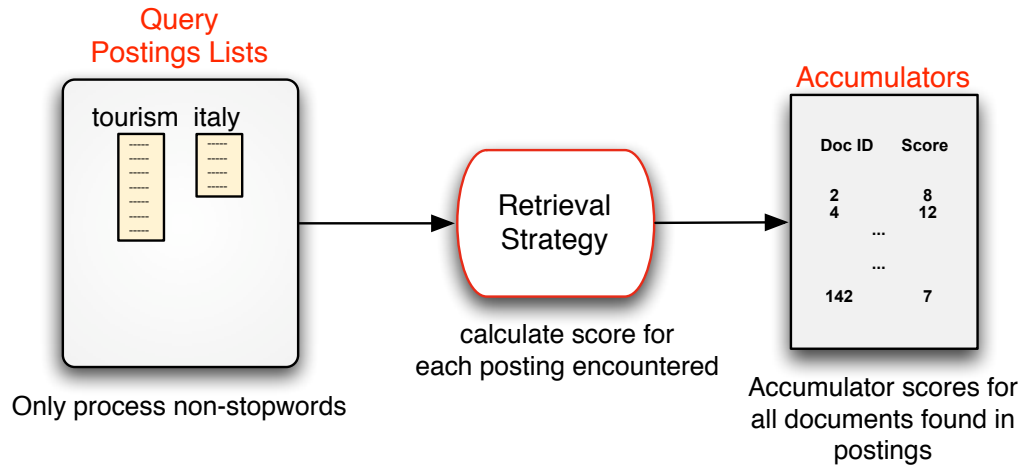 Query
Postings Lists
tourism italy
-----
-----
-----
-----
-----
-----
-----
-----
-----
-----
-----
Only process non-stopwords
Retrieval
Strategy
calculate score for
each posting encountered
Accumulators
Doc ID Score
2 8
4 12
...
...
142 7
Accumulator scores for
all documents found in
postings